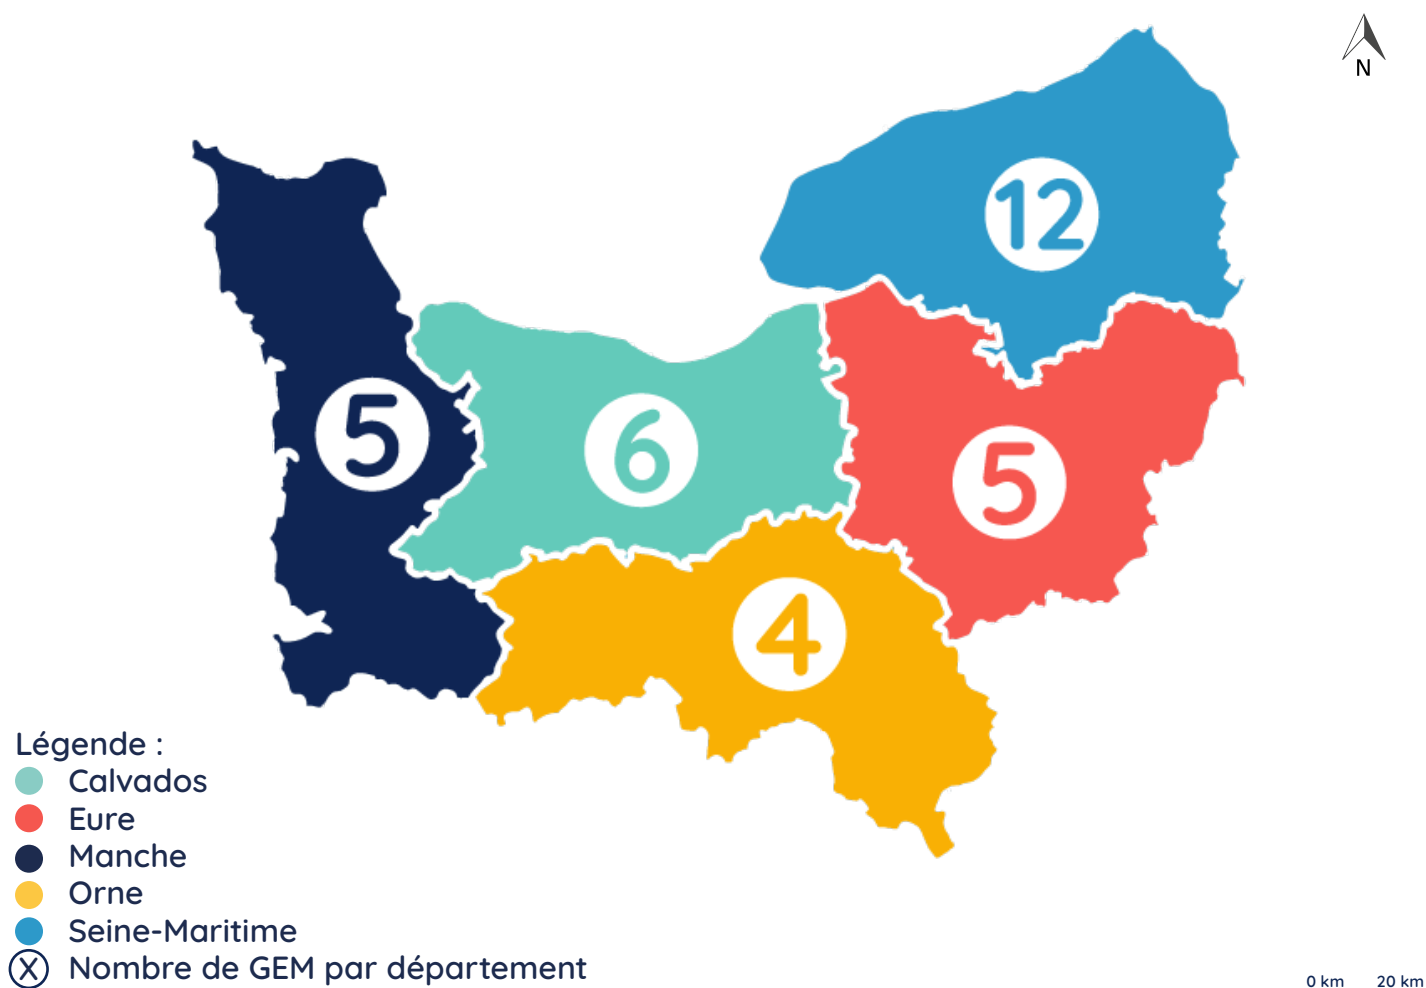 N
12
5
6
5
4
Légende :
Calvados
Eure
Manche
Orne
Seine-Maritime
X Nombre de GEM par département
0 km 20 km